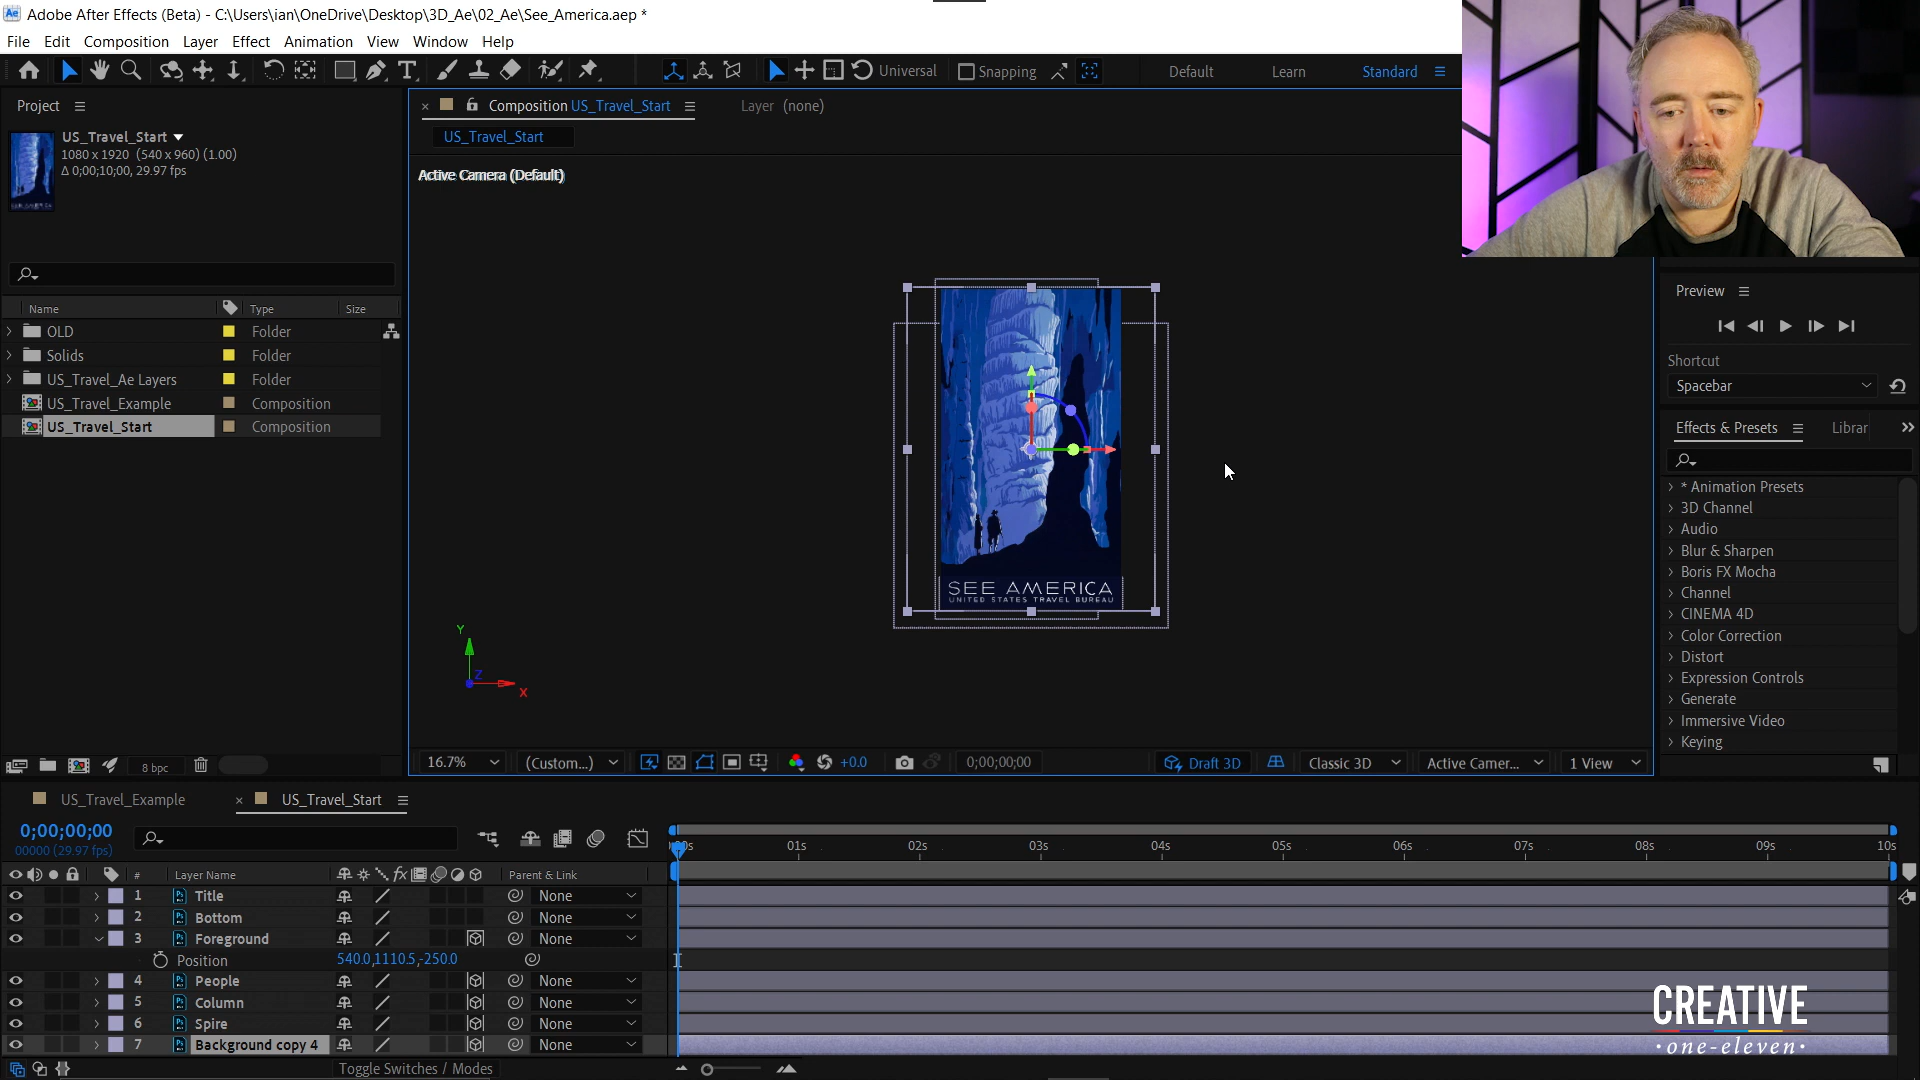 Adobe After Effects (Beta) - C:\Users\ian\OneDrive\Desktop\3D_Ae\02_Ae\See_America.aep *
File Edit Composition Layer Effect Animation View Window Help
Universal Snapping Default Learn Standard
Project
Composition US_Travel_Start Layer (none)
US_Travel_Start
1080 x 1920 (540 x 960) (1.00)
Δ 0;00;10;00, 29.97 fps
US_Travel_Start
Active Camera (Default)
Name Type Size
OLD Folder
Solids Folder
US_Travel_Ae Layers Folder
US_Travel_Example Composition
US_Travel_Start Composition
8 bpc
SEE AMERICA
UNITED STATES TRAVEL BUREAU
Y
Z
X
16.7% (Custom...) +0.0 0;00;00;00 Draft 3D Classic 3D Active Camer... 1 View
Preview
Shortcut
Spacebar
Effects & Presets Librar
* Animation Presets
3D Channel
Audio
Blur & Sharpen
Boris FX Mocha
Channel
CINEMA 4D
Color Correction
Distort
Expression Controls
Generate
Immersive Video
Keying
US_Travel_Example US_Travel_Start
0;00;00;00
00000 (29.97 fps)
01s 02s 03s 04s 05s 06s 07s 08s 09s 10s
# Layer Name fx Parent & Link
1 Title None
2 Bottom None
3 Foreground None
Position 540.0,1110.5,-250.0
4 People None
5 Column None
6 Spire None
7 Background copy 4 None
Toggle Switches / Modes
CREATIVE
•one-eleven•